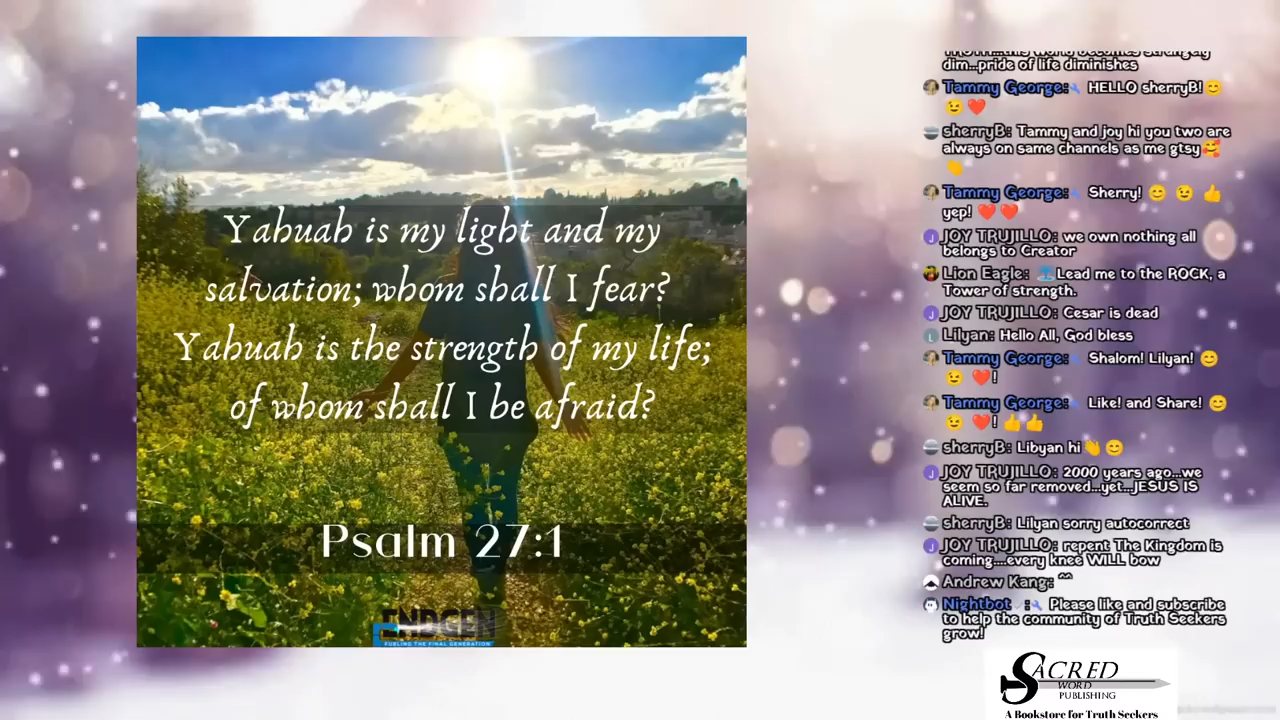 Yahuah is my light and my
salvation; whom shall I fear?
Yahuah is the strength of my life;
of whom shall I be afraid?
Psalm 27:1
ENDGEN
FUELING THE FINAL GENERATION
dim...pride of life diminishes
Tammy George: HELLO sherryB! 😊
😉 ❤️
sherryB: Tammy and joy hi you two are
always on same channels as me gtsy 🥰
👋
Tammy George: Sherry! 😊 😉 👍
yep! ❤️❤️
JOY TRUJILLO: we own nothing all
belongs to Creator
Lion Eagle: Lead me to the ROCK, a
Tower of strength.
JOY TRUJILLO: Cesar is dead
Lilyan: Hello All, God bless
Tammy George: Shalom! Lilyan! 😊
😉 ❤️!
Tammy George: Like! and Share! 😊
😉 ❤️! 👍👍
sherryB: Libyan hi 👋 😊
JOY TRUJILLO: 2000 years ago...we
seem so far removed...yet...JESUS IS
ALIVE.
sherryB: Lilyan sorry autocorrect
JOY TRUJILLO: repent The Kingdom is
coming....every knee WILL bow
Andrew Kang: ^^
Nightbot : Please like and subscribe
to help the community of Truth Seekers
grow!
SACRED
WORD
PUBLISHING
A Bookstore for Truth Seekers